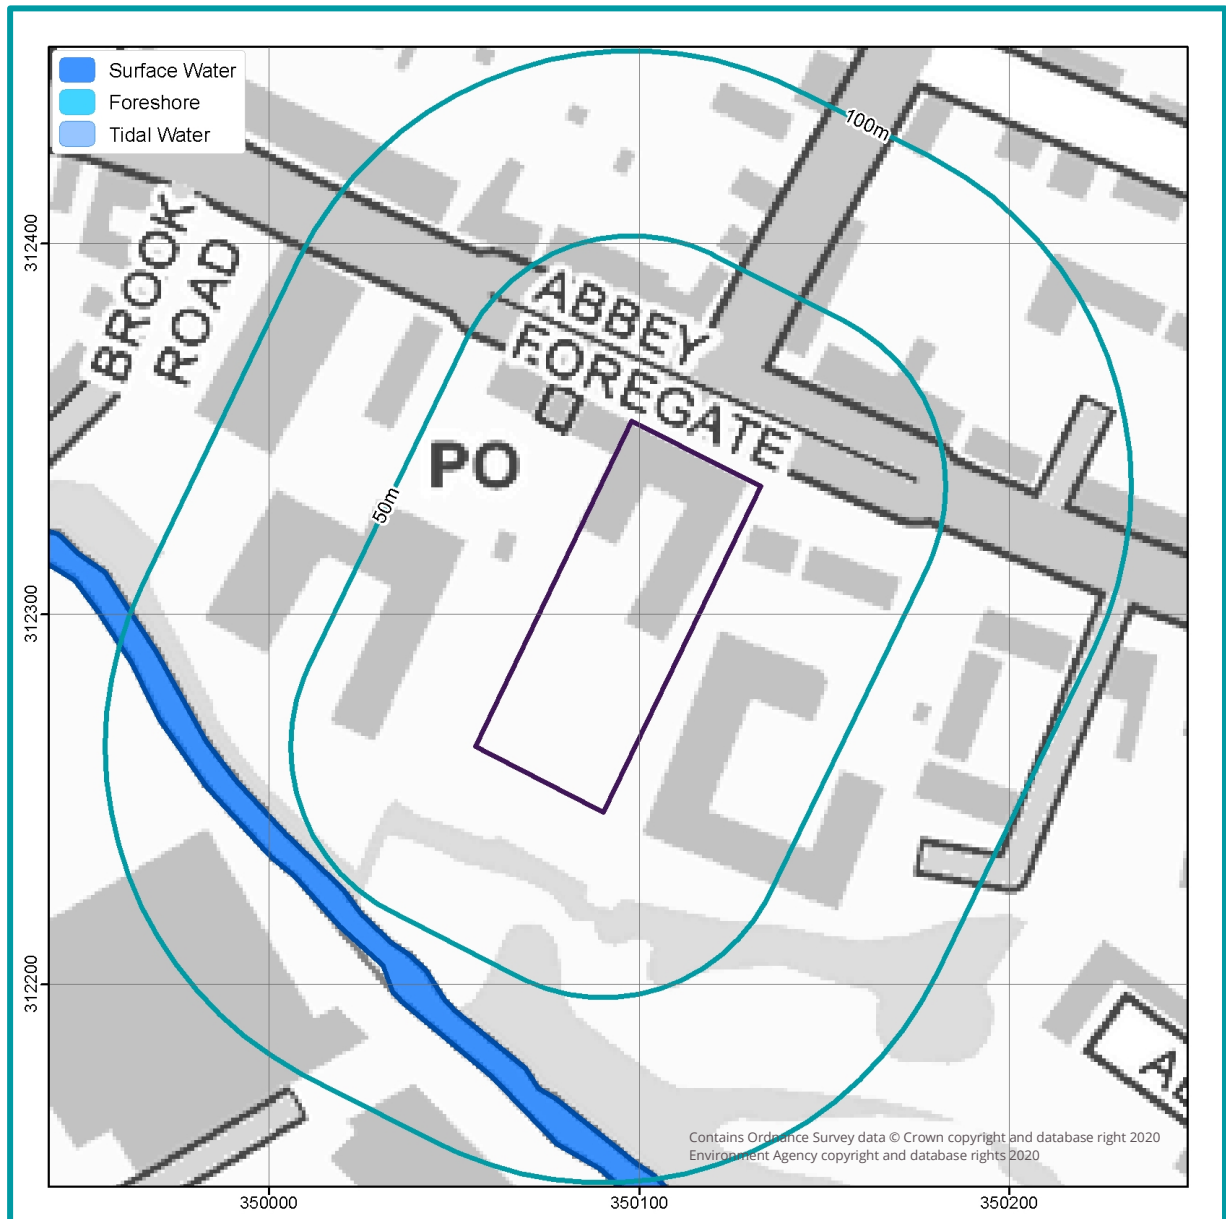 Surface Water
Foreshore
Tidal Water
100m
BROOK
ROAD
ABBEY
FOREGATE
PO
50m
312400
312300
312200
Contains Ordnance Survey data © Crown copyright and database right 2020
Environment Agency copyright and database rights 2020
350000
350100
350200